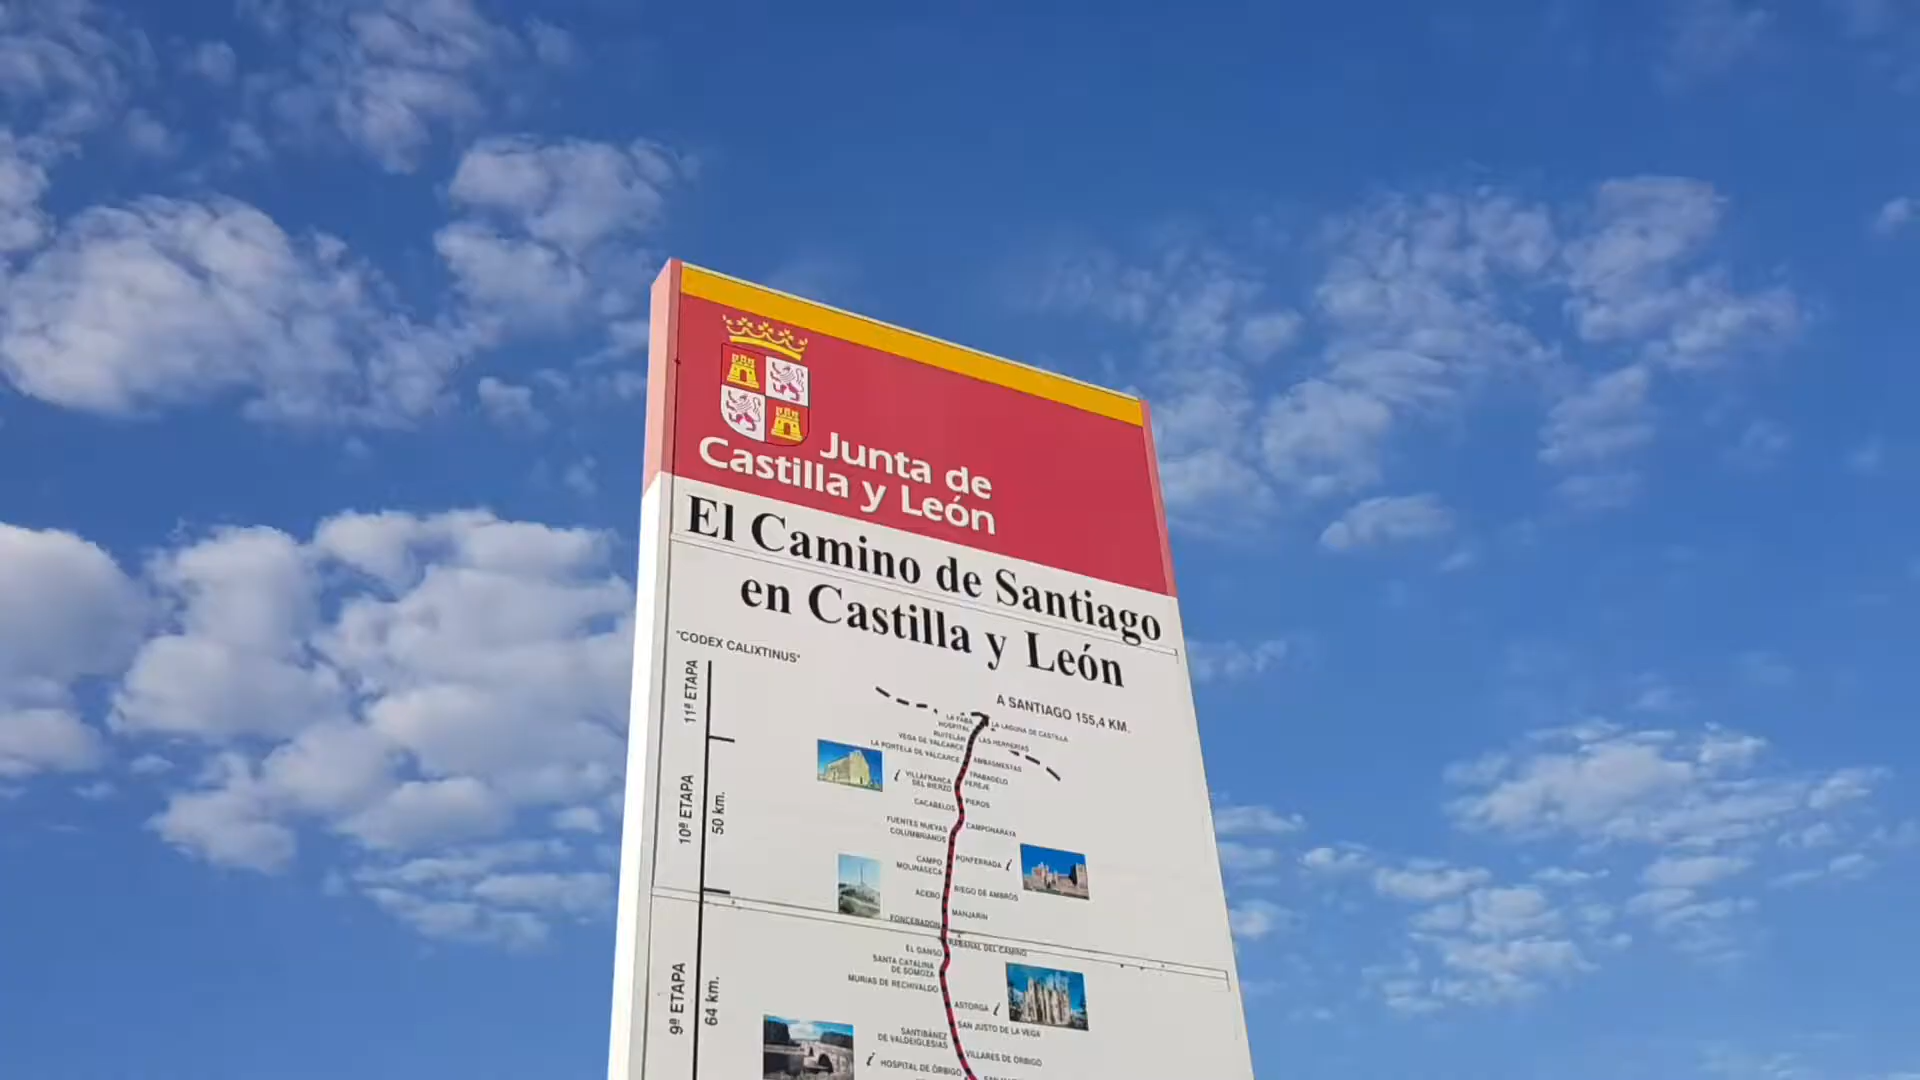 Junta de
Castilla y León
El Camino de Santiago
en Castilla y León
"CODEX CALIXTINUS"
11ª ETAPA
A SANTIAGO 155,4 KM.
LA FABA
HOSPITAL
LA LAGUNA DE CASTILLA
RUITELÁN
LAS HERRERÍAS
VEGA DE VALCARCE
LA PORTELA DE VALCARCE
AMBASMESTAS
TRABADELO
i VILLAFRANCA
DEL BIERZO
PEREJE
CACABELOS
PIEROS
10ª ETAPA
50 km.
FUENTES NUEVAS
COLUMBRIANOS
CAMPONARAYA
CAMPO
MOLINASECA
PONFERRADA i
ACEBO
RIEGO DE AMBRÓS
FONCEBADÓN
MANJARÍN
EL GANSO
RABANAL DEL CAMINO
SANTA CATALINA
DE SOMOZA
MURIAS DE RECHIVALDO
9ª ETAPA
64 km.
ASTORGA i
SAN JUSTO DE LA VEGA
SANTIBÁÑEZ
DE VALDEIGLESIAS
VILLARES DE ÓRBIGO
i HOSPITAL DE ÓRBIGO